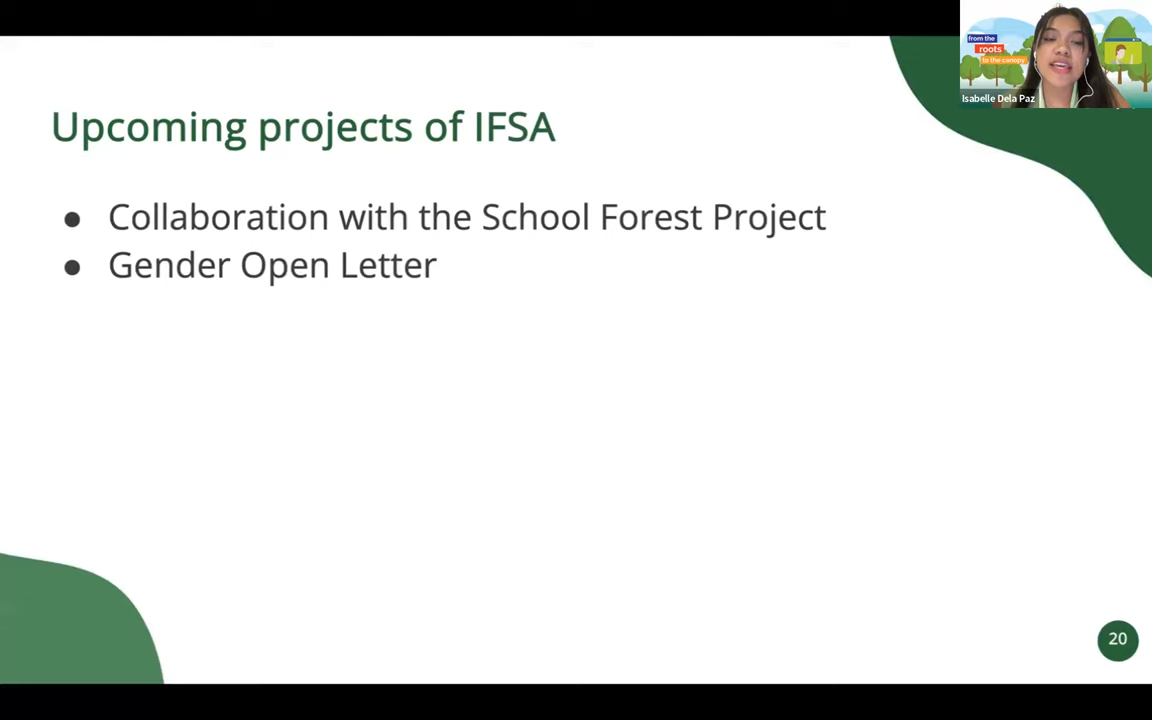 from the
roots
to the canopy
Isabelle Dela Paz
Upcoming projects of IFSA
● Collaboration with the School Forest Project
● Gender Open Letter
20